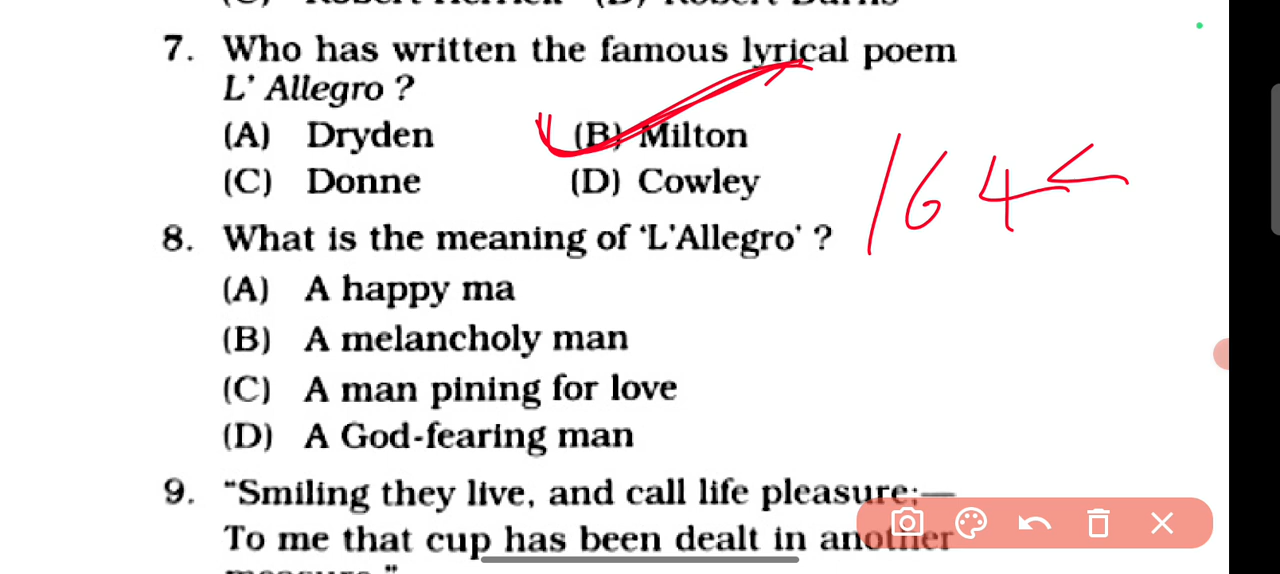 7. Who has written the famous lyrical poem
L' Allegro ?
(A) Dryden (B) Milton
(C) Donne (D) Cowley
164
8. What is the meaning of 'L'Allegro' ?
(A) A happy ma
(B) A melancholy man
(C) A man pining for love
(D) A God-fearing man
9. "Smiling they live, and call life pleasure;—
To me that cup has been dealt in another